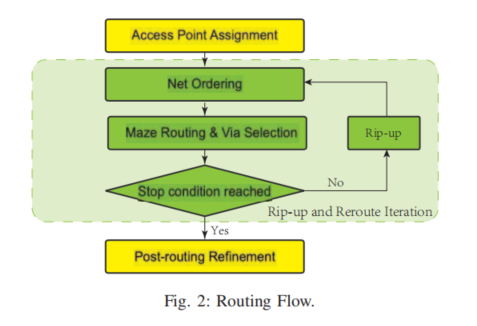 Access Point Assignment
Net Ordering
Maze Routing & Via Selection
Rip-up
Stop condition reached
No
Rip-up and Reroute Iteration
Yes
Post-routing Refinement
Fig. 2: Routing Flow.